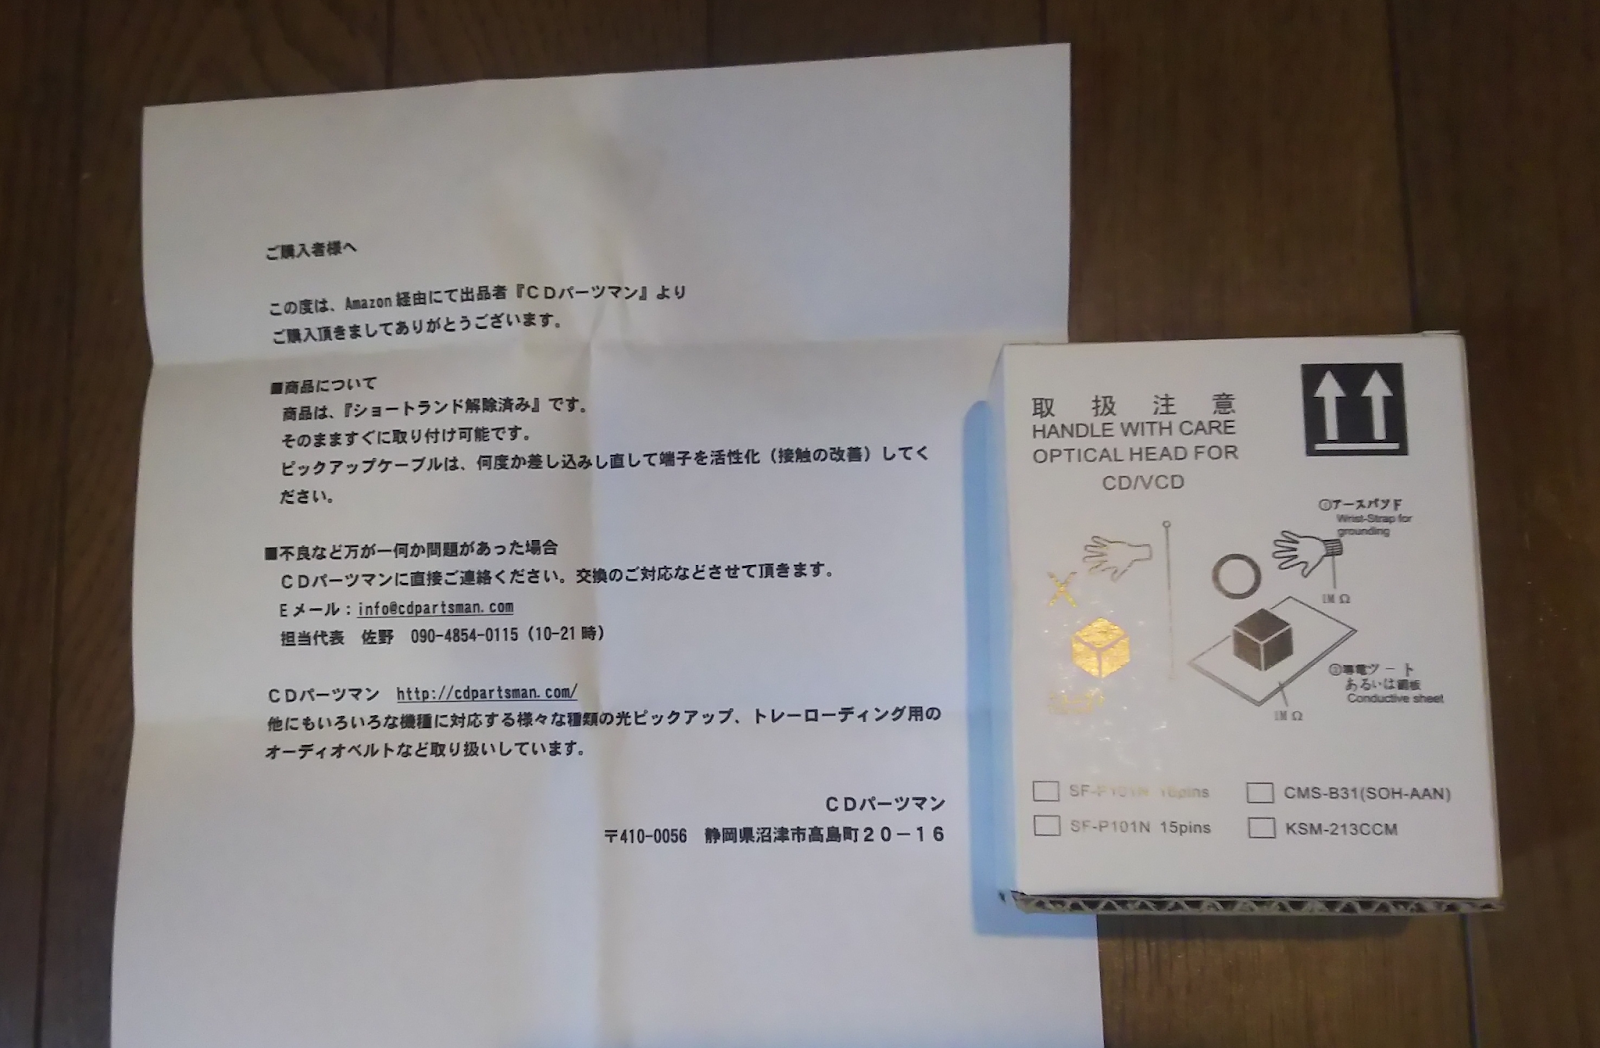 ご購入者様へ
この度は、Amazon 経由にて出品者『ＣＤパーツマン』より
ご購入頂きましてありがとうございます。
■商品について
商品は、『ショートランド解除済み』です。
そのまますぐに取り付け可能です。
ピックアップケーブルは、何度か差し込みし直して端子を活性化（接触の改善）してく
ださい。
■不良など万が一何か問題があった場合
ＣＤパーツマンに直接ご連絡ください。交換のご対応などさせて頂きます。
Ｅメール：info@cdpartsman.com
担当代表　佐野　090-4854-0115（10-21 時）
ＣＤパーツマン　http://cdpartsman.com/
他にもいろいろな機種に対応する様々な種類の光ピックアップ、トレーローディング用の
オーディオベルトなど取り扱いしています。
ＣＤパーツマン
〒410-0056　静岡県沼津市高島町２０－１６
取扱注意
HANDLE WITH CARE
OPTICAL HEAD FOR
CD/VCD
①アースバンド
Wrist-Strap for
grounding
1M Ω
②導電ツート
あるいは銅板
Conductive sheet
1M Ω
SF-P101N 16pins
CMS-B31(SOH-AAN)
SF-P101N 15pins
KSM-213CCM